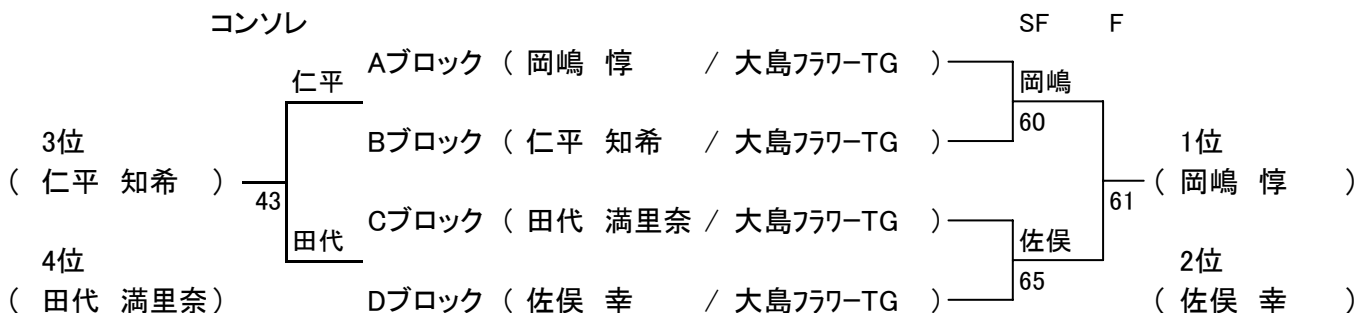 コンソレ SF F
Aブロック ( 岡嶋 惇 / 大島ﾌﾗﾜｰTG )
仁平 岡嶋
60
3位 Bブロック ( 仁平 知希 / 大島ﾌﾗﾜｰTG ) 1位
( 仁平 知希 ) ( 岡嶋 惇 )
43 61
Cブロック ( 田代 満里奈 / 大島ﾌﾗﾜｰTG )
田代 佐俣
4位 2位
65
( 田代 満里奈) Dブロック ( 佐俣 幸 / 大島ﾌﾗﾜｰTG ) ( 佐俣 幸 )